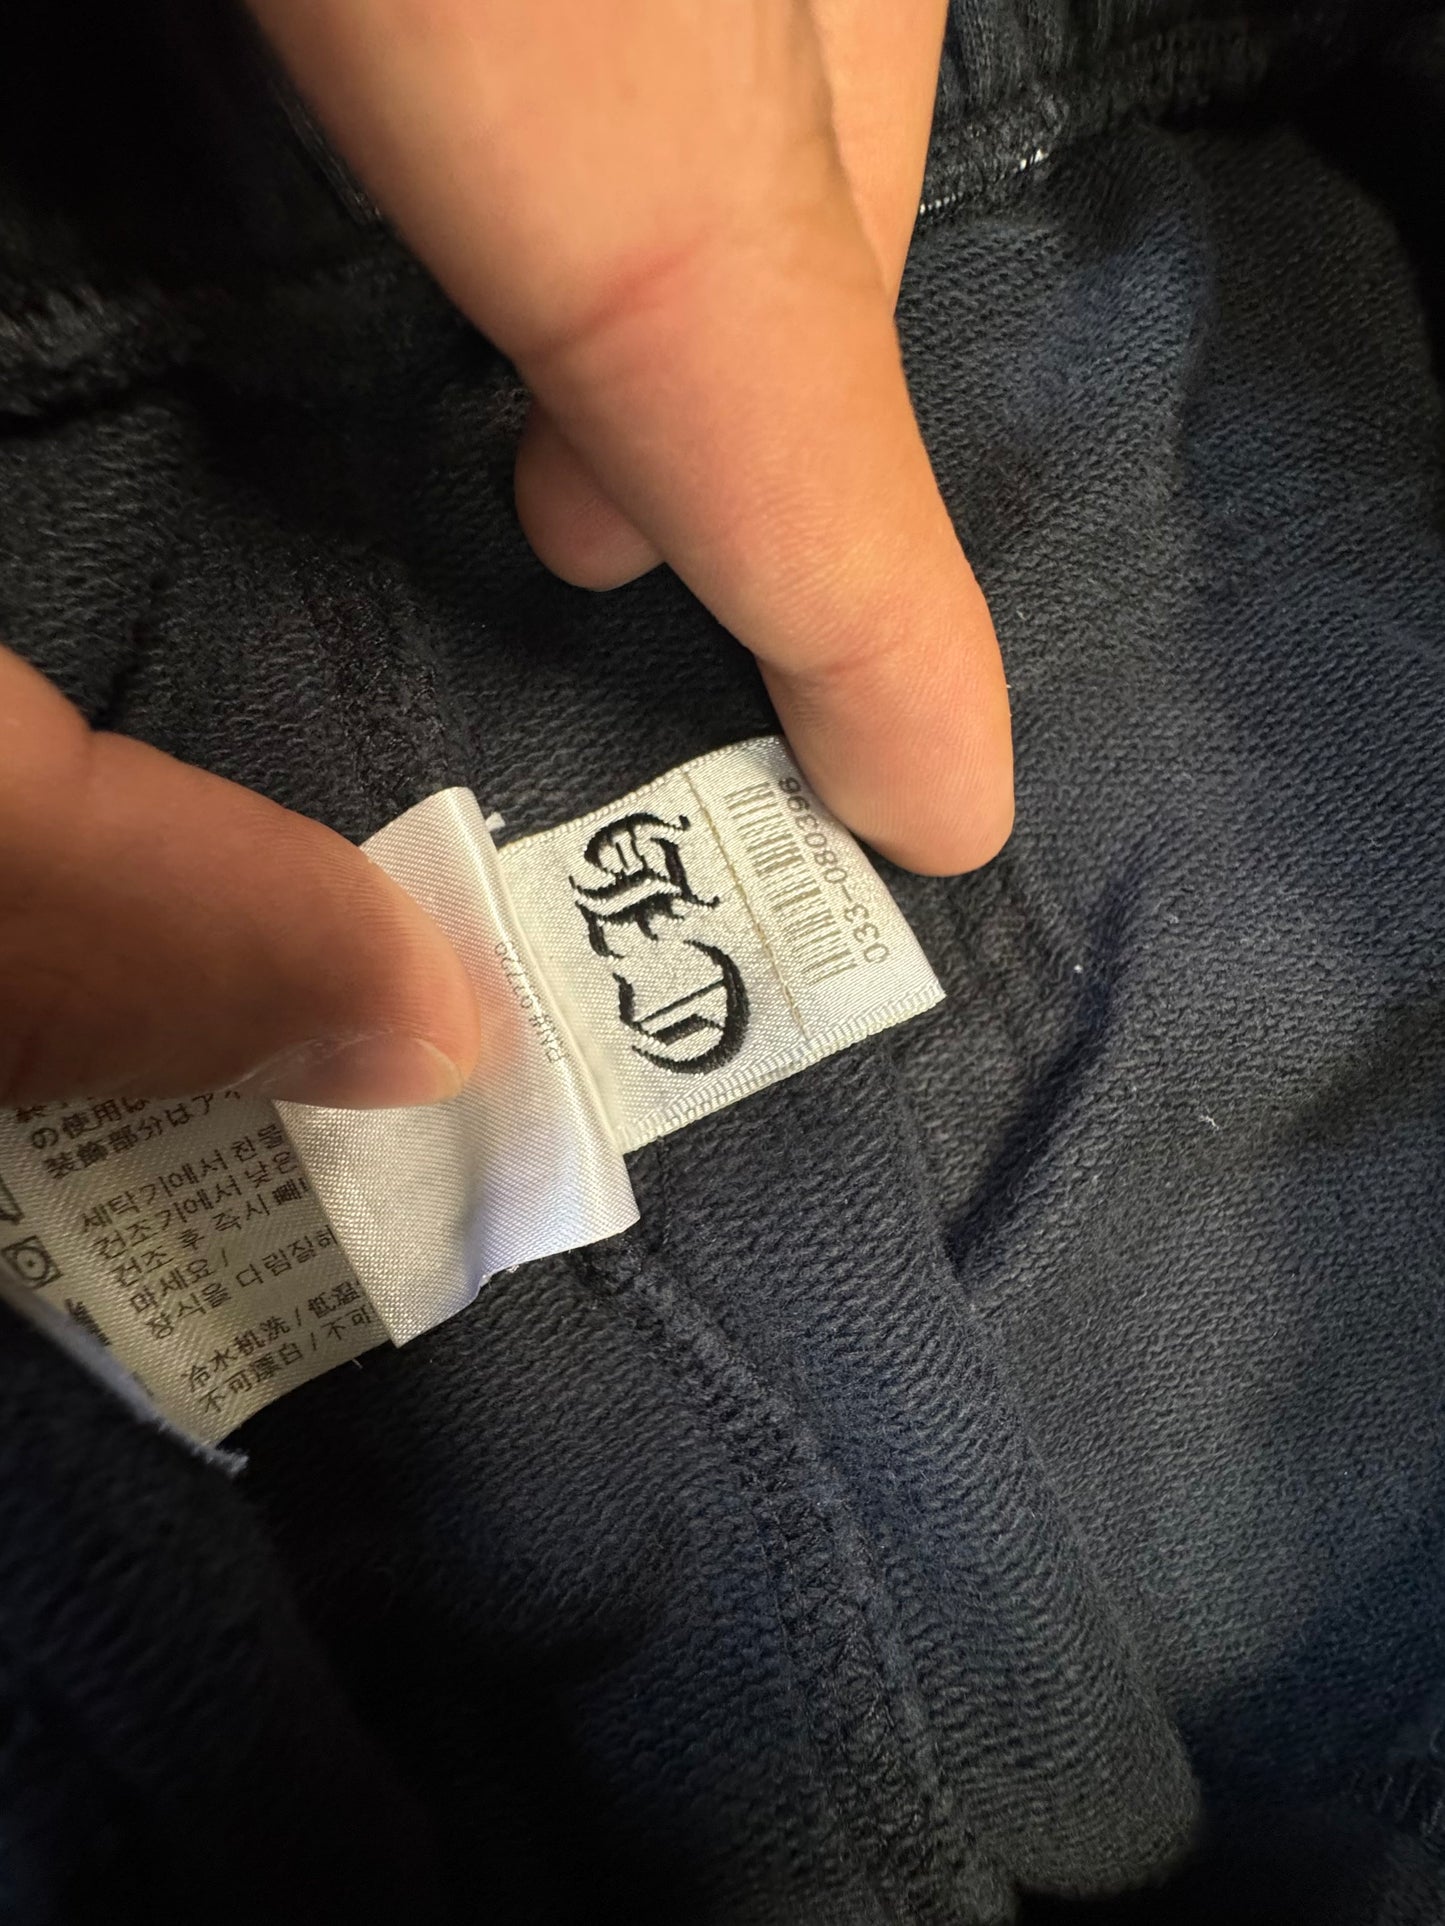 033-080396
の使用は
装飾部分はア
세탁기에서 찬물
건조기에서 낮은
건조 후 즉시 빼
마세요 /
장식을 다림질하
冷水机洗 / 低温
不可漂白 / 不可